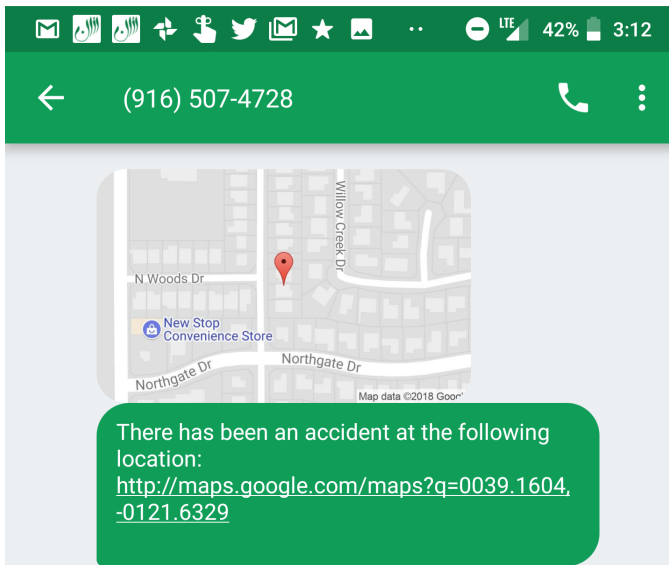 LTE 42% 3:12
(916) 507-4728
Willow Creek Dr
N Woods Dr
New Stop
Convenience Store
Northgate Dr
Northgate Dr
Map data ©2018 Goog
There has been an accident at the following
location:
http://maps.google.com/maps?q=0039.1604,
-0121.6329